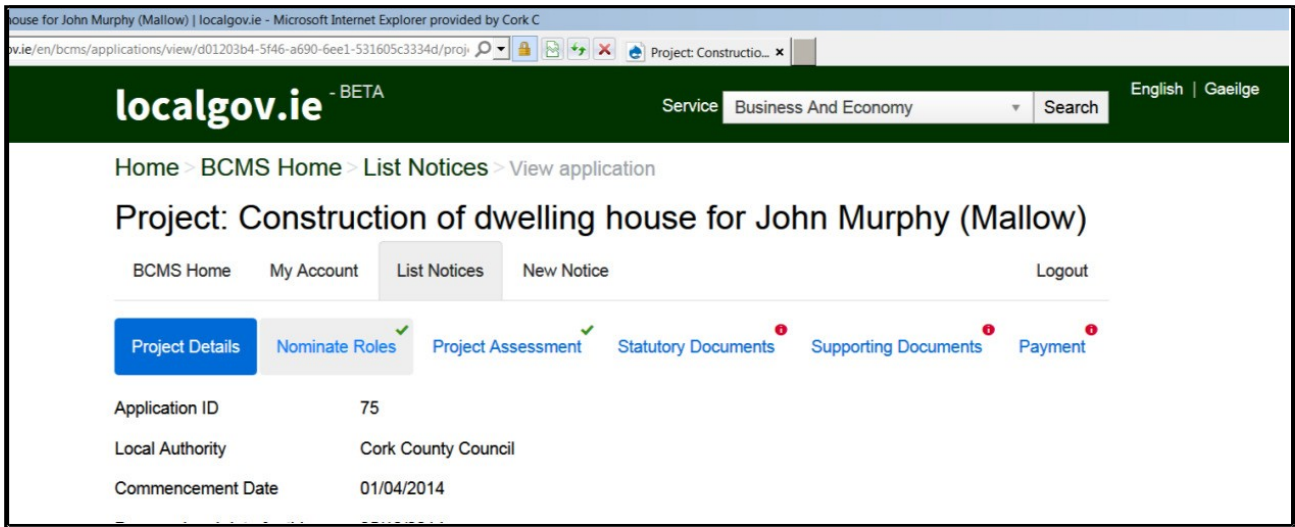 ouse for John Murphy (Mallow) | localgov.ie - Microsoft Internet Explorer provided by Cork C
ov.ie/en/bcms/applications/view/d01203b4-5f46-a690-6ee1-531605c3334d/proj Project: Constructio...
localgov.ie - BETA Service Business And Economy Search English | Gaeilge
Home > BCMS Home > List Notices > View application
Project: Construction of dwelling house for John Murphy (Mallow)
BCMS Home My Account List Notices New Notice Logout
Project Details Nominate Roles Project Assessment Statutory Documents Supporting Documents Payment
Application ID 75
Local Authority Cork County Council
Commencement Date 01/04/2014